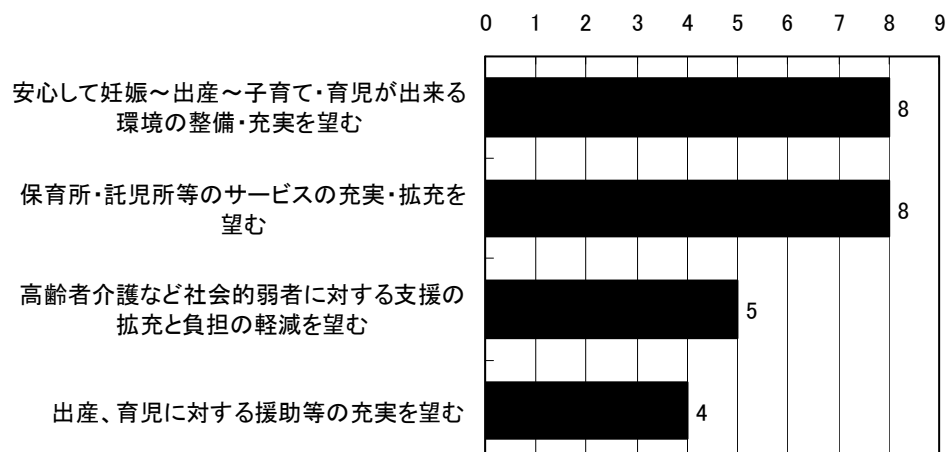 0 1 2 3 4 5 6 7 8 9
安心して妊娠～出産～子育て・育児が出来る
環境の整備・充実を望む
8
保育所・託児所等のサービスの充実・拡充を
望む
8
高齢者介護など社会的弱者に対する支援の
拡充と負担の軽減を望む
5
出産、育児に対する援助等の充実を望む
4